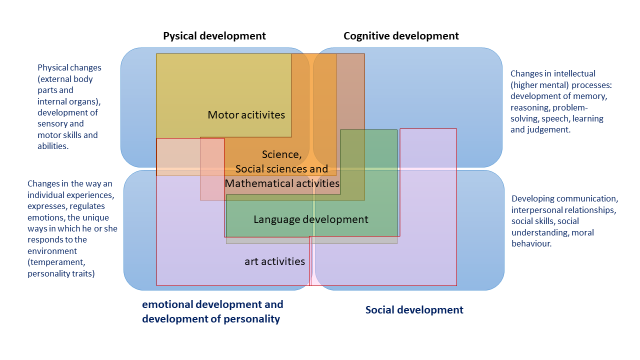 Pysical development
Cognitive development
Physical changes
(external body
parts and
internal organs),
development of
sensory and
motor skills and
abilities.
Changes in intellectual
(higher mental) processes:
development of memory,
reasoning, problem-
solving, speech, learning
and judgement.
Motor acitivites
Science,
Social sciences and
Mathematical activities
Language development
art activities
Changes in the way an
individual experiences,
expresses, regulates
emotions, the unique
ways in which he or she
responds to the
environment
(temperament,
personality traits)
Developing communication,
interpersonal relationships,
social skills, social
understanding, moral
behaviour.
emotional development and
development of personality
Social development